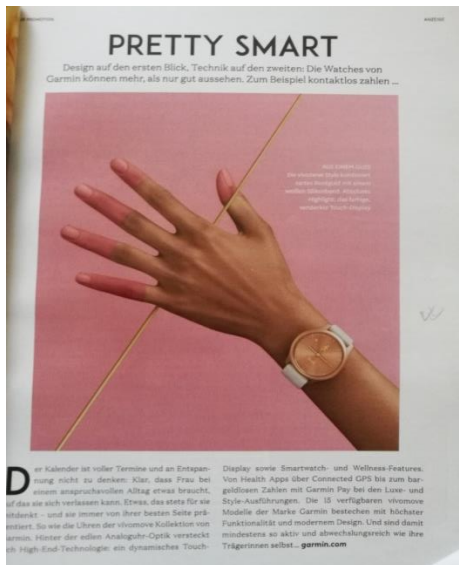 PRETTY SMART
Design auf den ersten Blick, Technik auf den zweiten: Die Watches von
Garmin können mehr, als nur gut aussehen. Zum Beispiel kontaktlos zahlen ...
Highlight: das farbige,
versteckte Touch-Display
Der Kalender ist voller Termine und an Entspan-
nung nicht zu denken: Klar, dass Frau bei
einem anspruchsvollen Alltag etwas braucht,
auf das sie sich verlassen kann. Etwas, das stets für sie
mitdenkt – und sie immer von ihrer besten Seite prä-
sentiert. So wie die Uhren der vivomove Kollektion von
Garmin. Hinter der edlen Analoguhr-Optik versteckt
sich High-End-Technologie: ein dynamisches Touch-
Display sowie Smartwatch- und Wellness-Features.
Von Health Apps über Connected GPS bis zum bar-
geldlosen Zahlen mit Garmin Pay bei den Luxe- und
Style-Ausführungen. Die 15 verfügbaren vivomove
Modelle der Marke Garmin bestechen mit höchster
Funktionalität und modernem Design. Und sind damit
mindestens so aktiv und abwechslungsreich wie ihre
Trägerinnen selbst... garmin.com